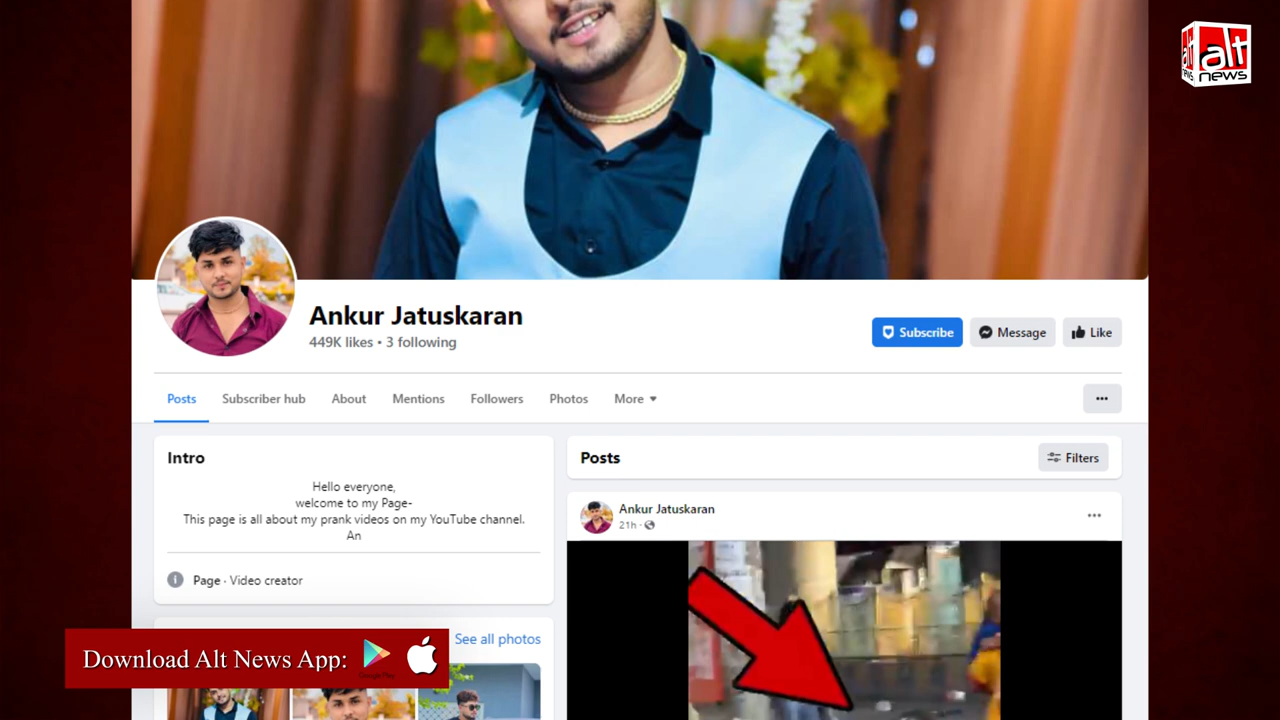 alt
news
Ankur Jatuskaran
449K likes • 3 following
Subscribe
Message
Like
Posts
Subscriber hub
About
Mentions
Followers
Photos
More
Intro
Hello everyone,
welcome to my Page-
This page is all about my prank videos on my YouTube channel.
An
Page · Video creator
See all photos
Posts
Filters
Ankur Jatuskaran
21h ·
Download Alt News App:
Google Play